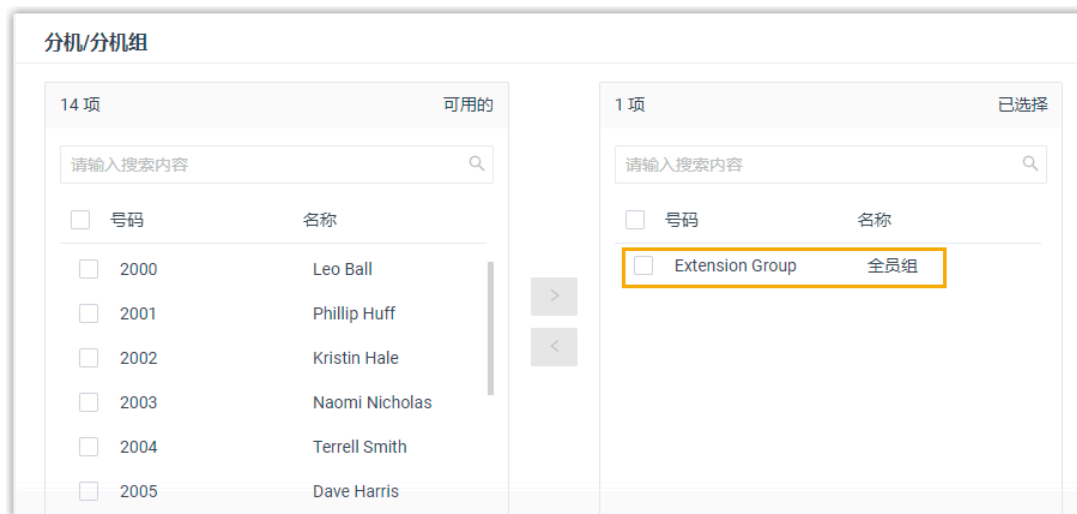 分机/分机组
14 项 可用的
请输入搜索内容
号码 名称
2000 Leo Ball
2001 Phillip Huff
2002 Kristin Hale
2003 Naomi Nicholas
2004 Terrell Smith
2005 Dave Harris
>
<
1 项 已选择
请输入搜索内容
号码 名称
Extension Group 全员组